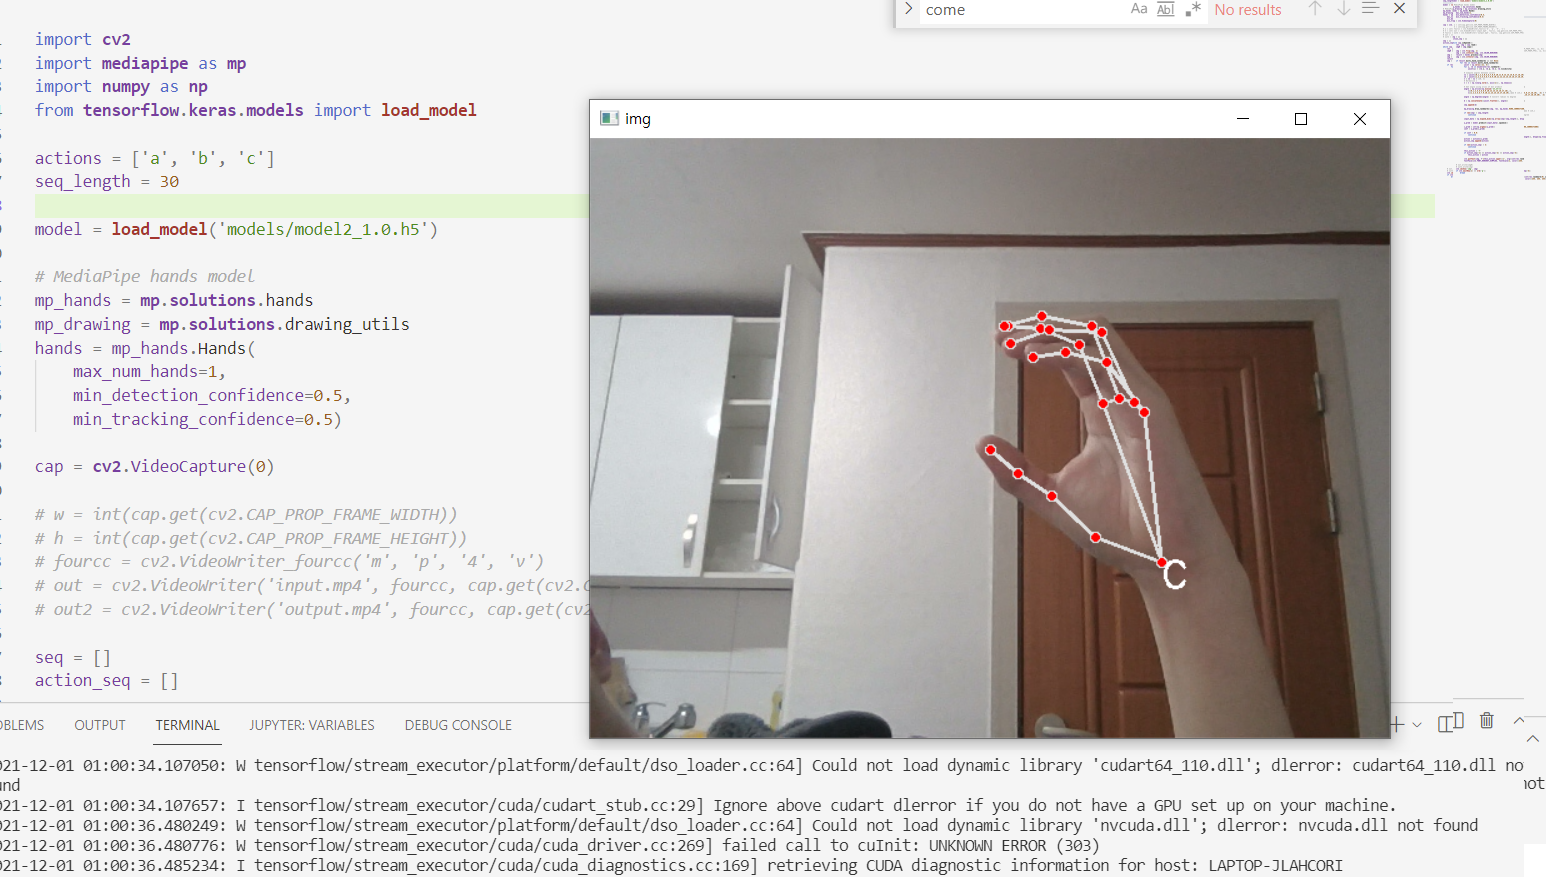 come Aa Abl .* No results
import cv2
import mediapipe as mp
import numpy as np
from tensorflow.keras.models import load_model
actions = ['a', 'b', 'c']
seq_length = 30
model = load_model('models/model2_1.0.h5')
# MediaPipe hands model
mp_hands = mp.solutions.hands
mp_drawing = mp.solutions.drawing_utils
hands = mp_hands.Hands(
max_num_hands=1,
min_detection_confidence=0.5,
min_tracking_confidence=0.5)
cap = cv2.VideoCapture(0)
# w = int(cap.get(cv2.CAP_PROP_FRAME_WIDTH))
# h = int(cap.get(cv2.CAP_PROP_FRAME_HEIGHT))
# fourcc = cv2.VideoWriter_fourcc('m', 'p', '4', 'v')
# out = cv2.VideoWriter('input.mp4', fourcc, cap.get(cv2.C
# out2 = cv2.VideoWriter('output.mp4', fourcc, cap.get(cv2
seq = []
action_seq = []
img
C
OBLEMS OUTPUT TERMINAL JUPYTER: VARIABLES DEBUG CONSOLE
021-12-01 01:00:34.107050: W tensorflow/stream_executor/platform/default/dso_loader.cc:64] Could not load dynamic library 'cudart64_110.dll'; dlerror: cudart64_110.dll no
und
not
021-12-01 01:00:34.107657: I tensorflow/stream_executor/cuda/cudart_stub.cc:29] Ignore above cudart dlerror if you do not have a GPU set up on your machine.
021-12-01 01:00:36.480249: W tensorflow/stream_executor/platform/default/dso_loader.cc:64] Could not load dynamic library 'nvcuda.dll'; dlerror: nvcuda.dll not found
021-12-01 01:00:36.480776: W tensorflow/stream_executor/cuda/cuda_driver.cc:269] failed call to cuInit: UNKNOWN ERROR (303)
021-12-01 01:00:36.485234: I tensorflow/stream_executor/cuda/cuda_diagnostics.cc:169] retrieving CUDA diagnostic information for host: LAPTOP-JLAHCORI